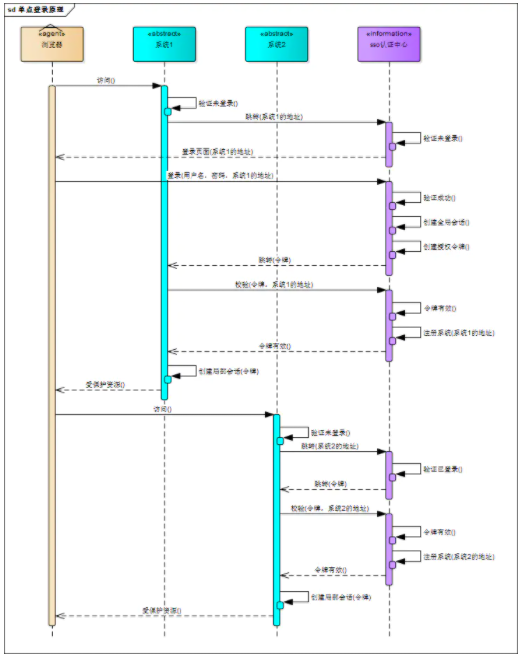 sd 单点登录原理
«agent»
浏览器
«abstract»
系统1
«abstract»
系统2
«information»
sso认证中心
访问()
验证未登录()
跳转(系统1的地址)
验证未登录()
登录页面(系统1的地址)
登录(用户名、密码、系统1的地址)
验证成功()
创建全局会话()
创建授权令牌()
跳转(令牌)
校验(令牌、系统1的地址)
令牌有效()
注册系统(系统1的地址)
令牌有效()
创建局部会话(令牌)
受保护资源()
访问()
验证未登录()
跳转(系统2的地址)
验证已登录()
跳转(令牌)
校验(令牌、系统2的地址)
令牌有效()
注册系统(系统2的地址)
令牌有效()
创建局部会话(令牌)
受保护资源()